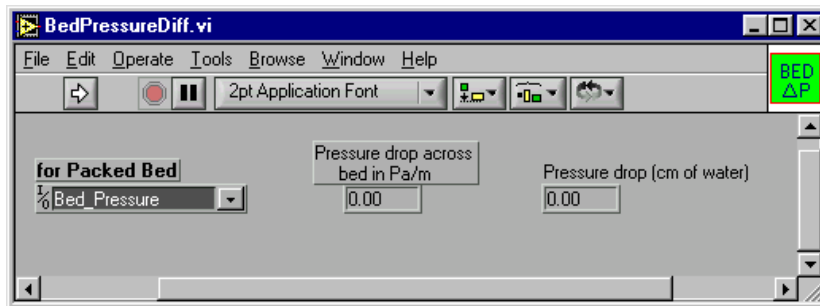 BedPressureDiff.vi
File Edit Operate Tools Browse Window Help
2pt Application Font
BED
ΔP
for Packed Bed
I/O Bed_Pressure
Pressure drop across
bed in Pa/m
0.00
Pressure drop (cm of water)
0.00